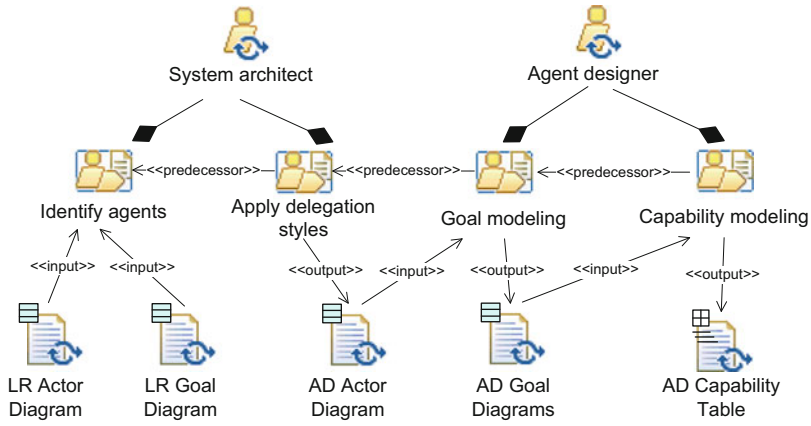 System architect
Agent designer
<<predecessor>>
<<predecessor>>
<<predecessor>>
Identify agents
Apply delegation
styles
Goal modeling
Capability modeling
<<input>>
<<input>>
<<output>>
<<input>>
<<output>>
<<input>>
<<output>>
LR Actor
Diagram
LR Goal
Diagram
AD Actor
Diagram
AD Goal
Diagrams
AD Capability
Table